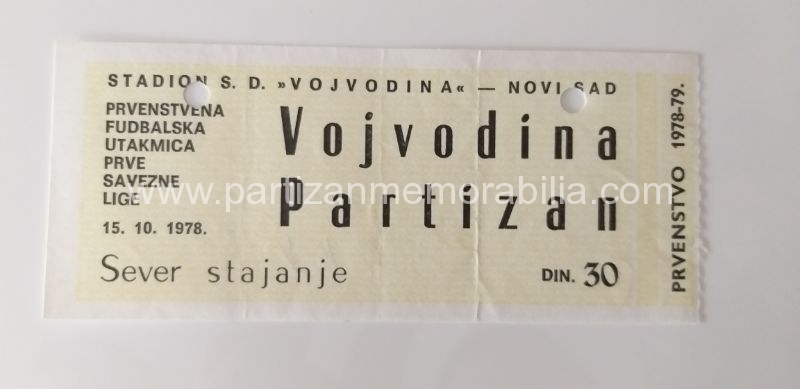 STADION S. D. »VOJVODINA« — NOVI SAD
PRVENSTVENA
FUDBALSKA
UTAKMICA
PRVE
SAVEZNE
LIGE
15. 10. 1978.
Vojvodina
Partizan
Sever stajanje
DIN. 30
PRVENSTVO 1978-79.
www.partizanmemorabilia.com